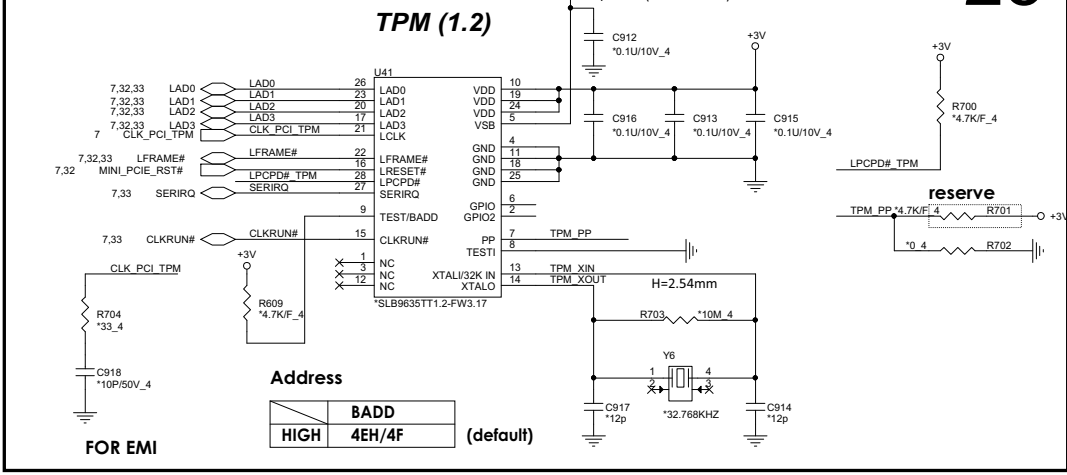 TPM (1.2)
C912
*0.1U/10V_4
+3V
+3V
U41
7,32,33 LAD0 LAD0 26 LAD0 VDD 10
7,32,33 LAD1 LAD1 23 LAD1 VDD 19
7,32,33 LAD2 LAD2 20 LAD2 VDD 24
7,32,33 LAD3 LAD3 17 LAD3 VSB 5
7 CLK_PCI_TPM CLK_PCI_TPM 21 LCLK
C916
*0.1U/10V_4
C913
*0.1U/10V_4
C915
*0.1U/10V_4
R700
*4.7K/F_4
GND 4
7,32,33 LFRAME# LFRAME# 22 LFRAME# GND 11
7,32 MINI_PCIE_RST# 16 LRESET# GND 18
LPCPD#_TPM 28 LPCPD# GND 25
7,33 SERIRQ SERIRQ 27 SERIRQ
LPCPD#_TPM
reserve
GPIO 6
9 TEST/BADD GPIO2 2
TPM_PP *4.7K/F_4 R701 +3V
7,33 CLKRUN# CLKRUN# 15 CLKRUN# PP 7 TPM_PP
TESTI 8
*0_4 R702
1 NC
3 NC XTALI/32K IN 13 TPM_XIN
12 NC XTALO 14 TPM_XOUT
*SLB9635TT1.2-FW3.17
H=2.54mm
CLK_PCI_TPM
+3V
R609
*4.7K/F_4
R704
*33_4
R703 *10M_4
C918
*10P/50V_4
Y6
1 4
2 3
*32.768KHZ
C917
*12p
C914
*12p
Address
BADD
HIGH 4EH/4F (default)
FOR EMI